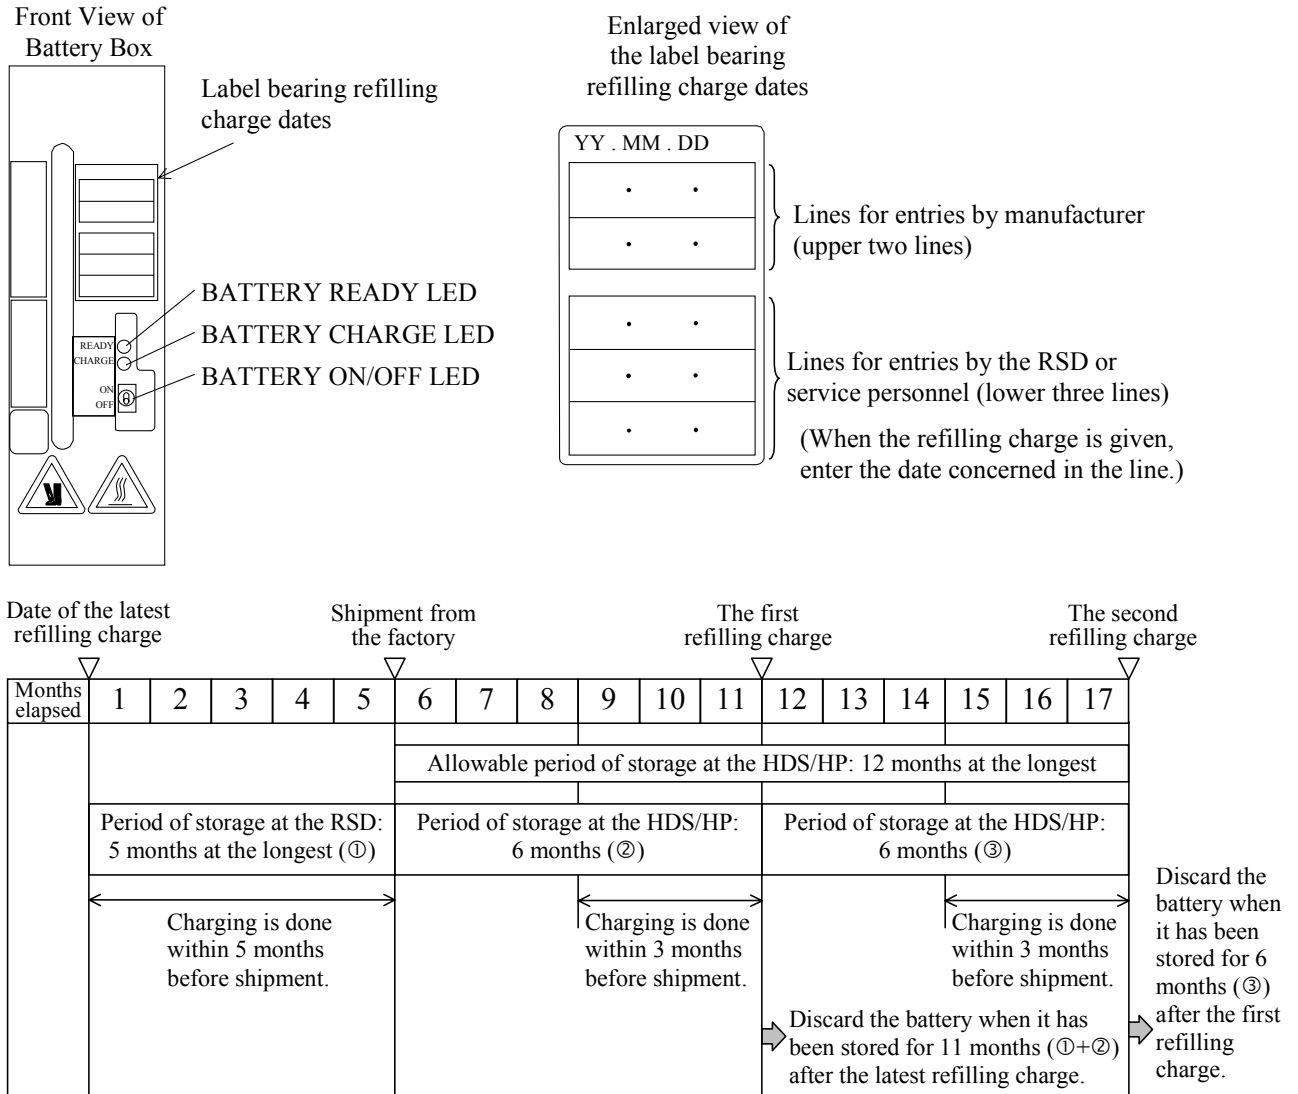 Front View of
Battery Box
Label bearing refilling
charge dates
BATTERY READY LED
BATTERY CHARGE LED
BATTERY ON/OFF LED
READY
CHARGE
ON
OFF
Enlarged view of
the label bearing
refilling charge dates
YY . MM . DD
Lines for entries by manufacturer
(upper two lines)
Lines for entries by the RSD or
service personnel (lower three lines)
(When the refilling charge is given,
enter the date concerned in the line.)
Date of the latest
refilling charge
Shipment from
the factory
The first
refilling charge
The second
refilling charge
Months
elapsed
1 2 3 4 5 6 7 8 9 10 11 12 13 14 15 16 17
Allowable period of storage at the HDS/HP: 12 months at the longest
Period of storage at the RSD:
5 months at the longest (①)
Period of storage at the HDS/HP:
6 months (②)
Period of storage at the HDS/HP:
6 months (③)
Charging is done
within 5 months
before shipment.
Charging is done
within 3 months
before shipment.
Charging is done
within 3 months
before shipment.
Discard the battery when it has
been stored for 11 months (①+②)
after the latest refilling charge.
Discard the
battery when
it has been
stored for 6
months (③)
after the first
refilling
charge.